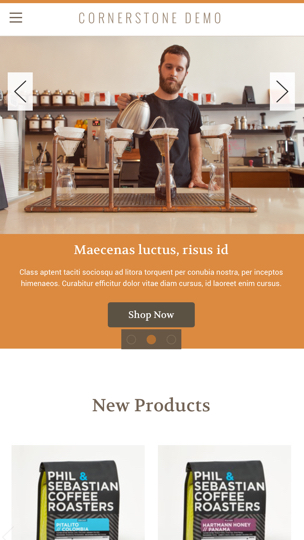 CORNERSTONE DEMO
Maecenas luctus, risus id
Class aptent taciti sociosqu ad litora torquent per conubia nostra, per inceptos
himenaeos. Curabitur efficitur dolor vitae diam cursus, id laoreet enim cursus.
Shop Now
New Products
PHIL &
SEBASTIAN
COFFEE
ROASTERS
PITALITO //
COLOMBIA
PHIL &
SEBASTIAN
COFFEE
ROASTERS
HARTMANN HONEY //
PANAMA